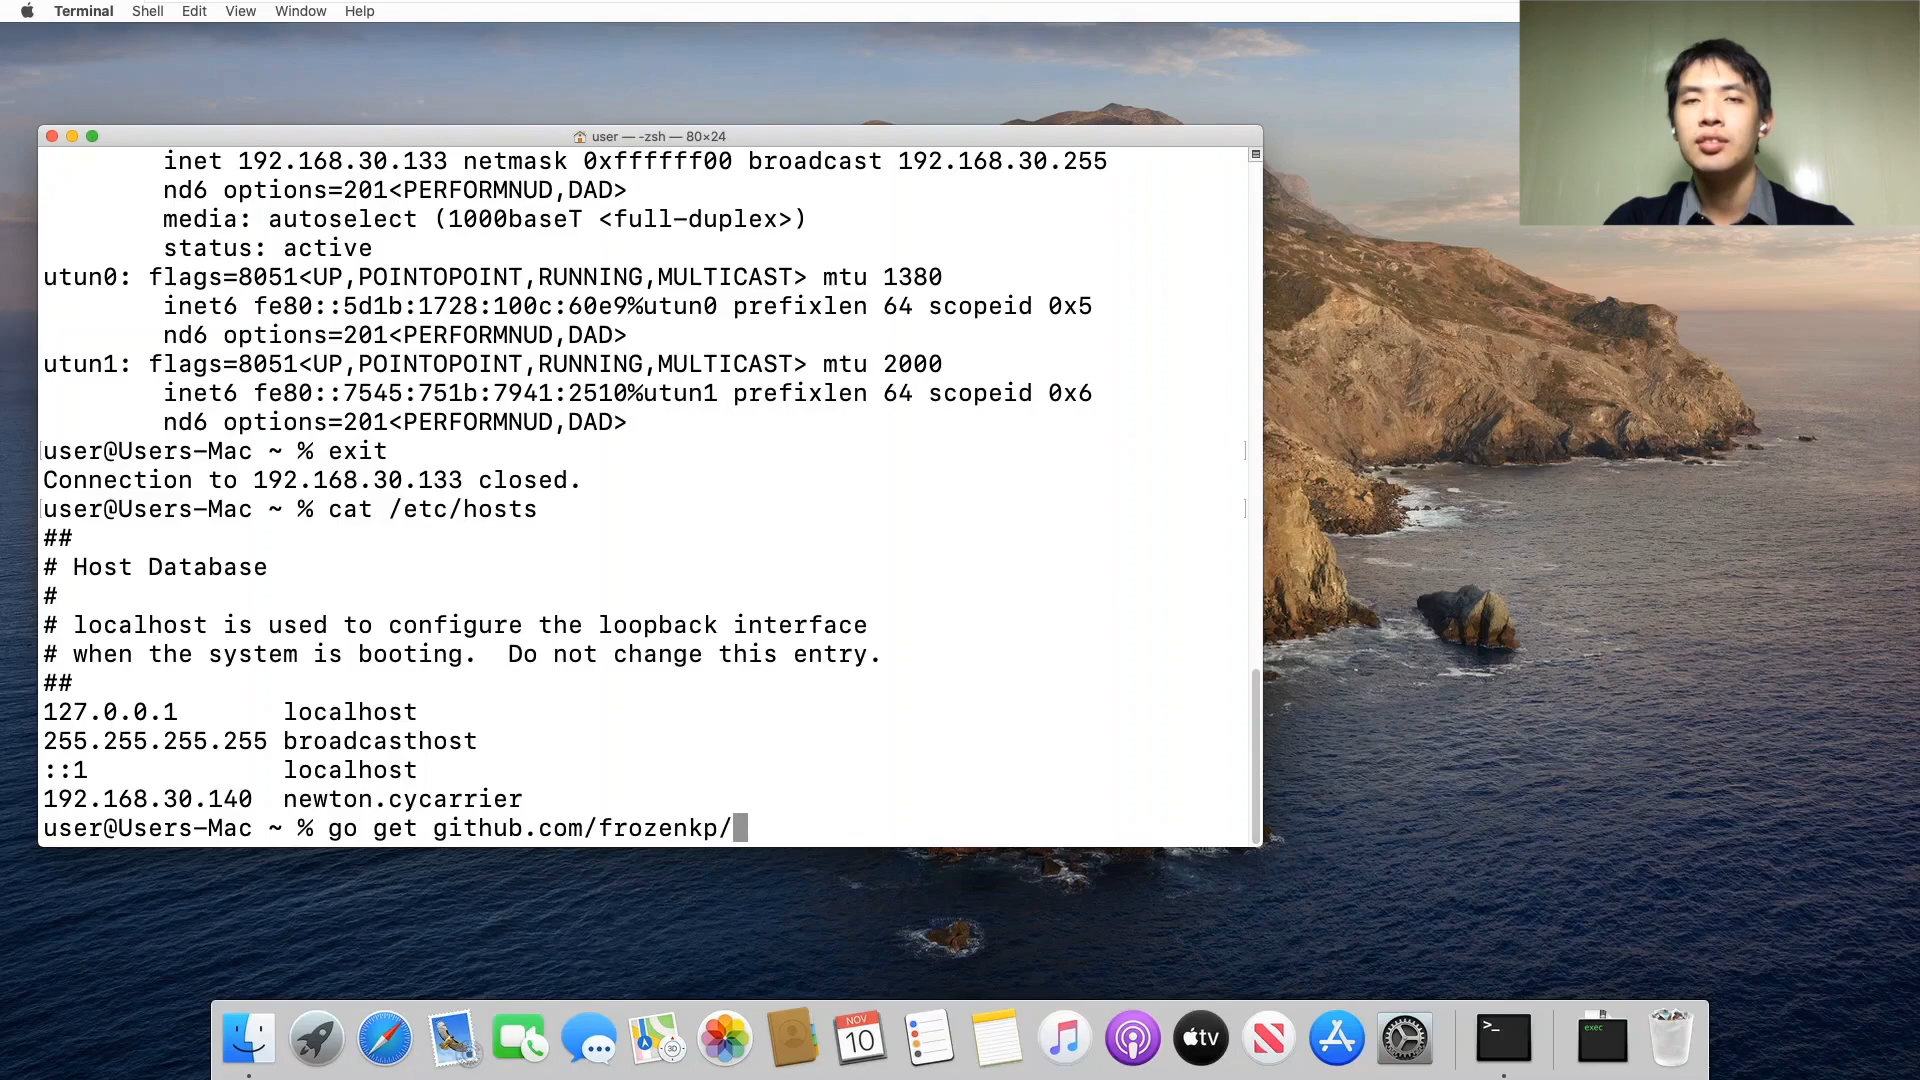 Terminal Shell Edit View Window Help
user — -zsh — 80×24
inet 192.168.30.133 netmask 0xffffff00 broadcast 192.168.30.255
nd6 options=201<PERFORMNUD,DAD>
media: autoselect (1000baseT <full-duplex>)
status: active
utun0: flags=8051<UP,POINTOPOINT,RUNNING,MULTICAST> mtu 1380
inet6 fe80::5d1b:1728:100c:60e9%utun0 prefixlen 64 scopeid 0x5
nd6 options=201<PERFORMNUD,DAD>
utun1: flags=8051<UP,POINTOPOINT,RUNNING,MULTICAST> mtu 2000
inet6 fe80::7545:751b:7941:2510%utun1 prefixlen 64 scopeid 0x6
nd6 options=201<PERFORMNUD,DAD>
user@Users-Mac ~ % exit
Connection to 192.168.30.133 closed.
user@Users-Mac ~ % cat /etc/hosts
##
# Host Database
#
# localhost is used to configure the loopback interface
# when the system is booting.  Do not change this entry.
##
127.0.0.1       localhost
255.255.255.255 broadcasthost
::1             localhost
192.168.30.140  newton.cycarrier
user@Users-Mac ~ % go get github.com/frozenkp/
3D
NOV
10
tv
>_
exec